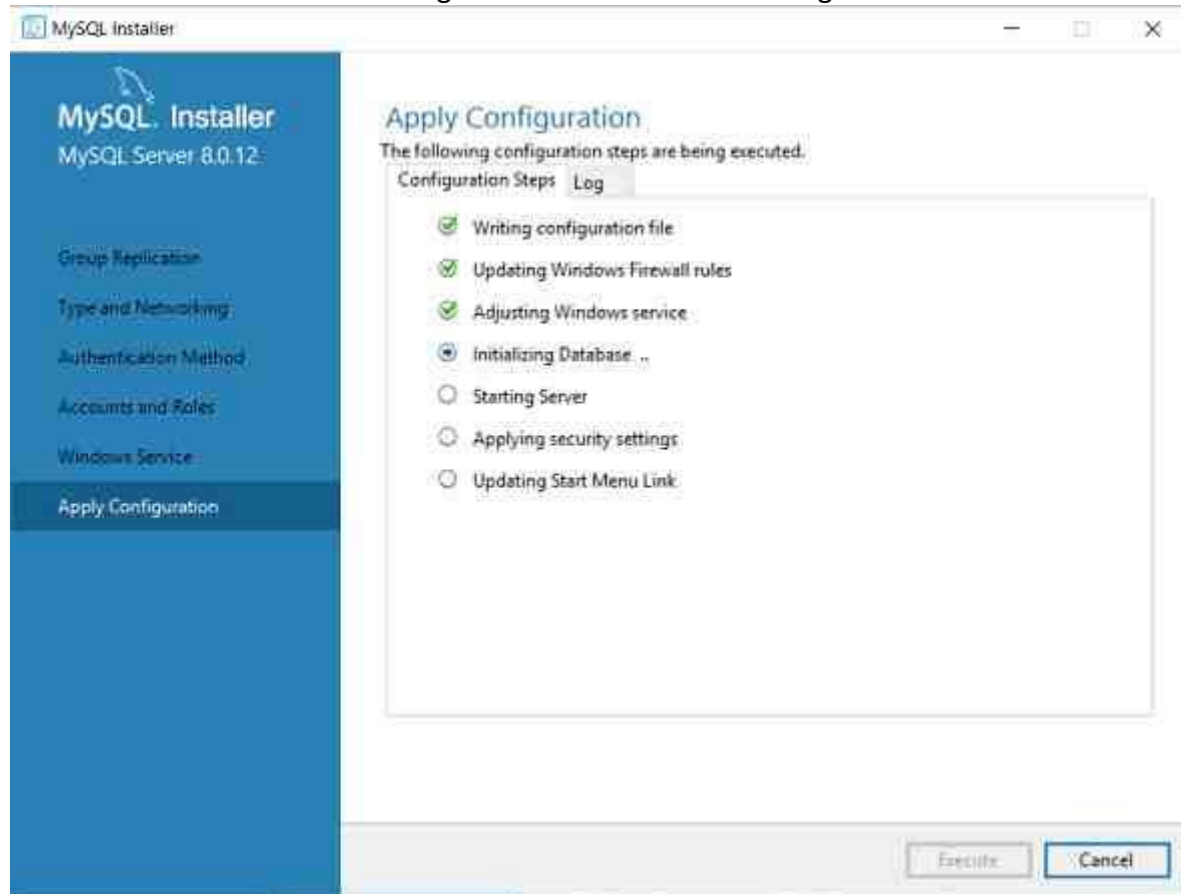 MySQL Installer
MySQL. Installer
MySQL Server 8.0.12
Group Replication
Type and Networking
Authentication Method
Accounts and Roles
Windows Service
Apply Configuration
Apply Configuration
The following configuration steps are being executed.
Configuration Steps Log
Writing configuration file
Updating Windows Firewall rules
Adjusting Windows service
Initializing Database ..
Starting Server
Applying security settings
Updating Start Menu Link
Execute Cancel